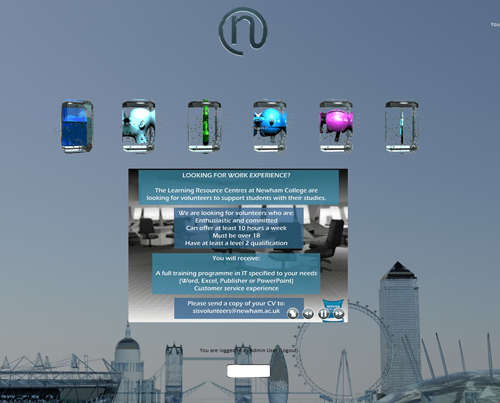 n
You
LOOKING FOR WORK EXPERIENCE?
The Learning Resource Centres at Newham College are
looking for volunteers to support students with their studies.
We are looking for volunteers who are:
Enthusiastic and committed
Can offer at least 10 hours a week
Must be over 18
Have at least a level 2 qualification
You will receive:
A full training programme in IT specified to your needs
(Word, Excel, Publisher or PowerPoint)
Customer service experience
Please send a copy of your CV to:
sisvolunteers@newham.ac.uk
You are logged in as Admin User (Logout)